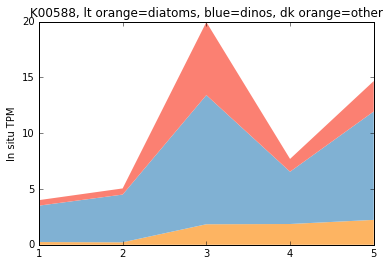 K00588, lt orange=diatoms, blue=dinos, dk orange=other
20
15
10
5
0
In situ TPM
1 2 3 4 5